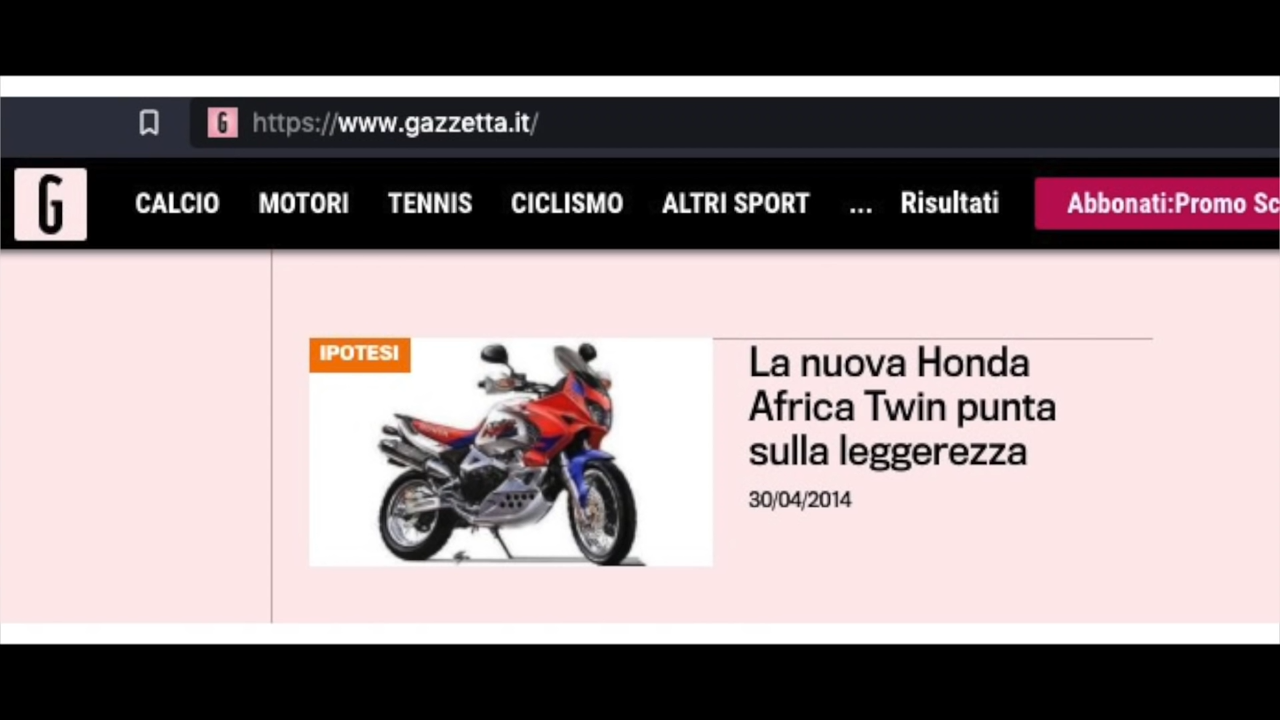 G https://www.gazzetta.it/
G CALCIO MOTORI TENNIS CICLISMO ALTRI SPORT ... Risultati Abbonati:Promo Sc
IPOTESI
La nuova Honda
Africa Twin punta
sulla leggerezza
30/04/2014